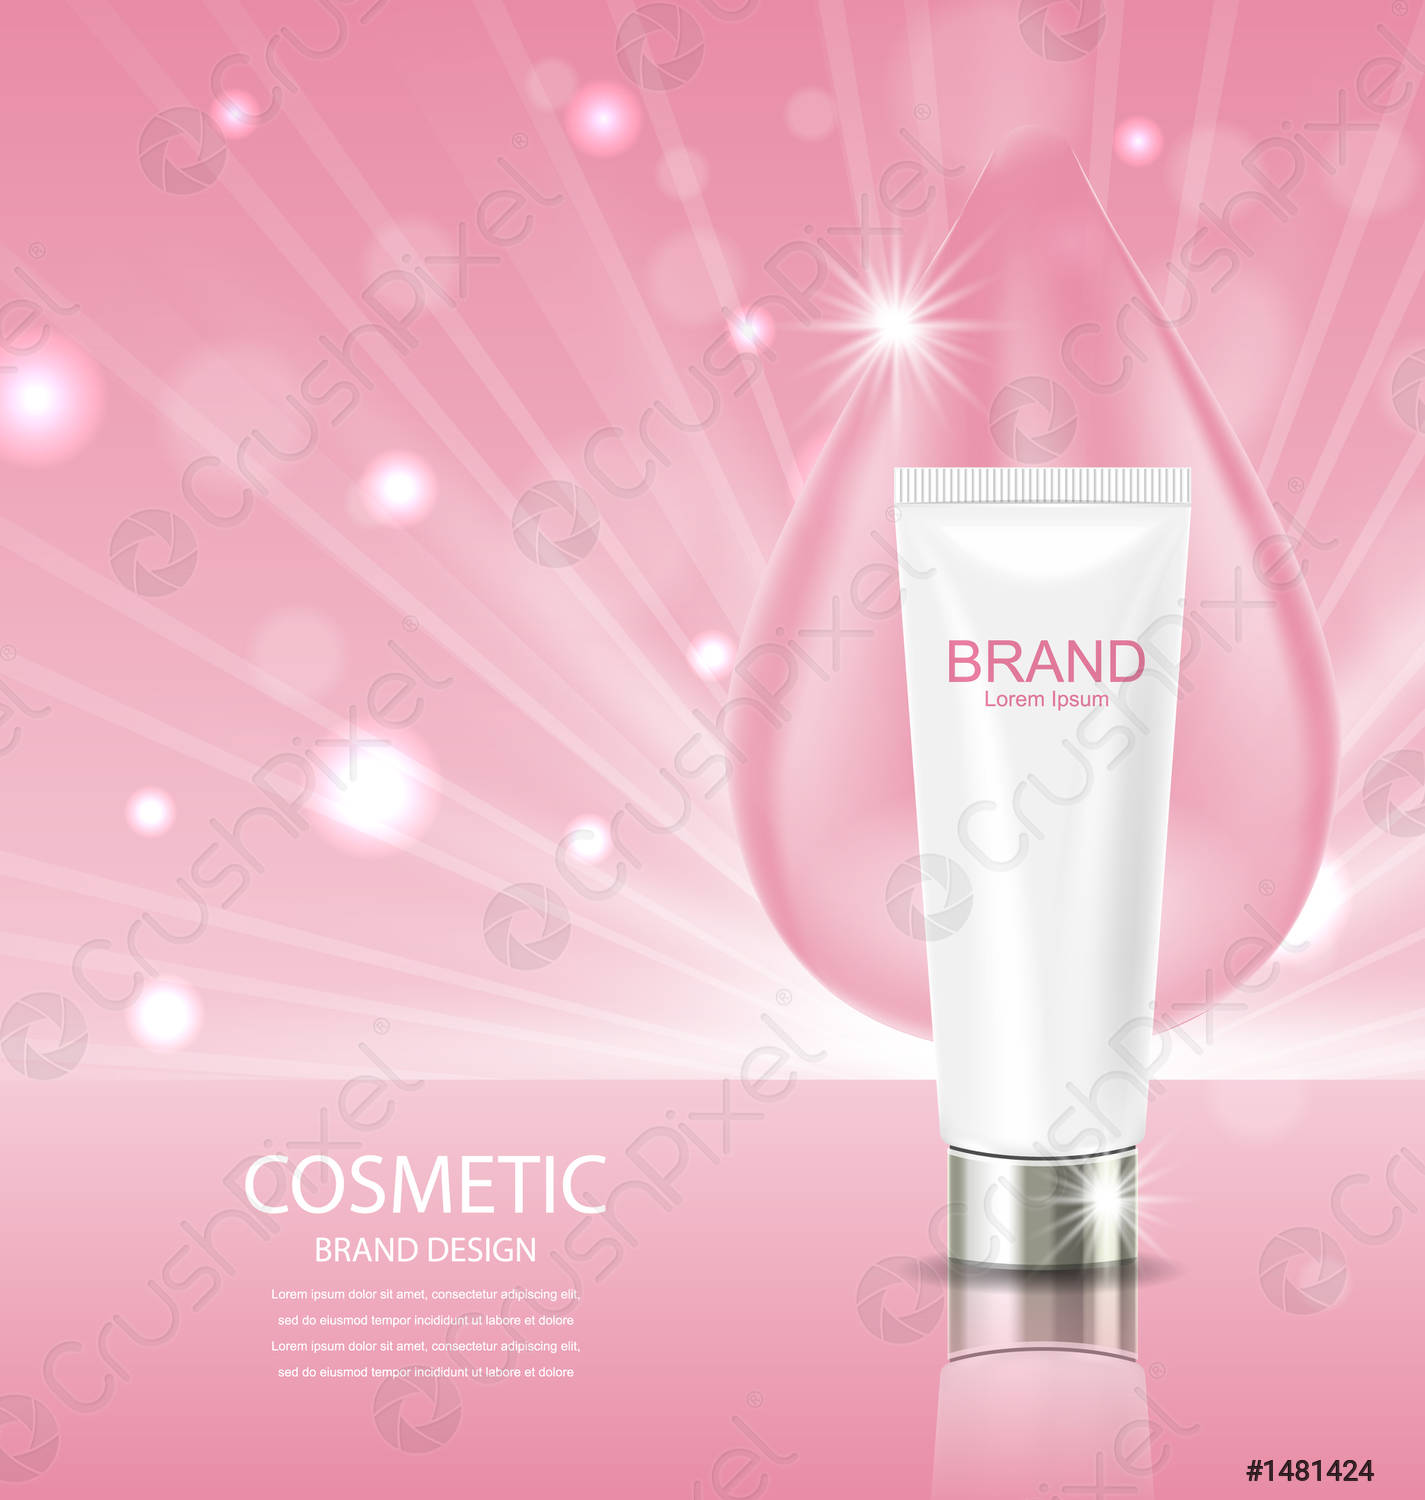 BRAND
Lorem Ipsum
COSMETIC
BRAND DESIGN
Lorem ipsum dolor sit amet, consectetur adipiscing elit,
sed do eiusmod tempor incididunt ut labore et dolore
Lorem ipsum dolor sit amet, consectetur adipiscing elit,
sed do eiusmod tempor incididunt ut labore et dolore
CrushPixel®
#1481424